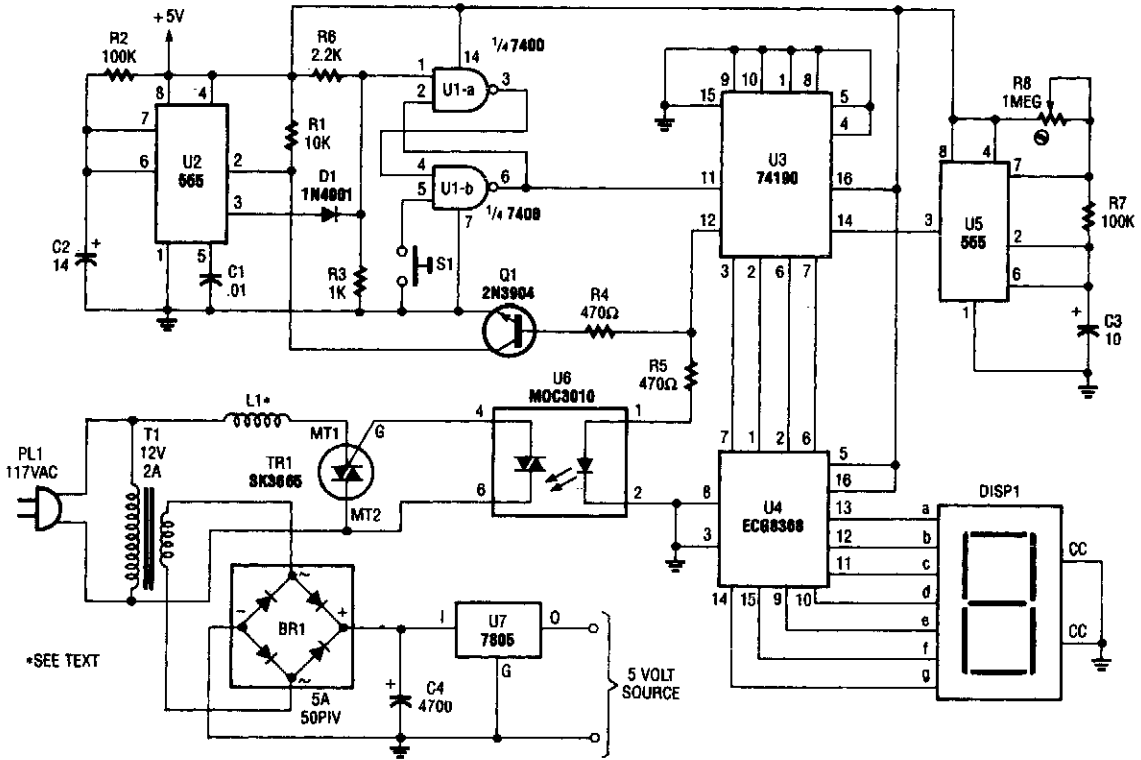 +5V
R2
100K
R6
2.2K
14
¼ 7400
1
2
U1-a
3
8
4
7
6
U2
555
2
3
1
5
R1
10K
D1
1N4001
4
5
U1-b
6
7
¼ 7400
S1
C2
14
+
C1
.01
R3
1K
Q1
2N3904
R4
470Ω
R5
470Ω
9
10
1
8
15
5
4
U3
74190
11
16
12
14
3
2
6
7
R8
1MEG
8
4
7
3
U5
555
2
6
1
R7
100K
+
C3
10
PL1
117VAC
T1
12V
2A
L1*
MT1
G
TR1
SK3665
MT2
U6
MOC3010
4
6
1
2
7
1
2
6
8
3
U4
ECG8368
5
16
13
12
11
14
15
9
10
a
b
c
d
e
f
g
DISP1
CC
CC
~
-
BR1
+
~
5A
50PIV
*SEE TEXT
+
C4
4700
I
U7
7805
O
G
5 VOLT
SOURCE